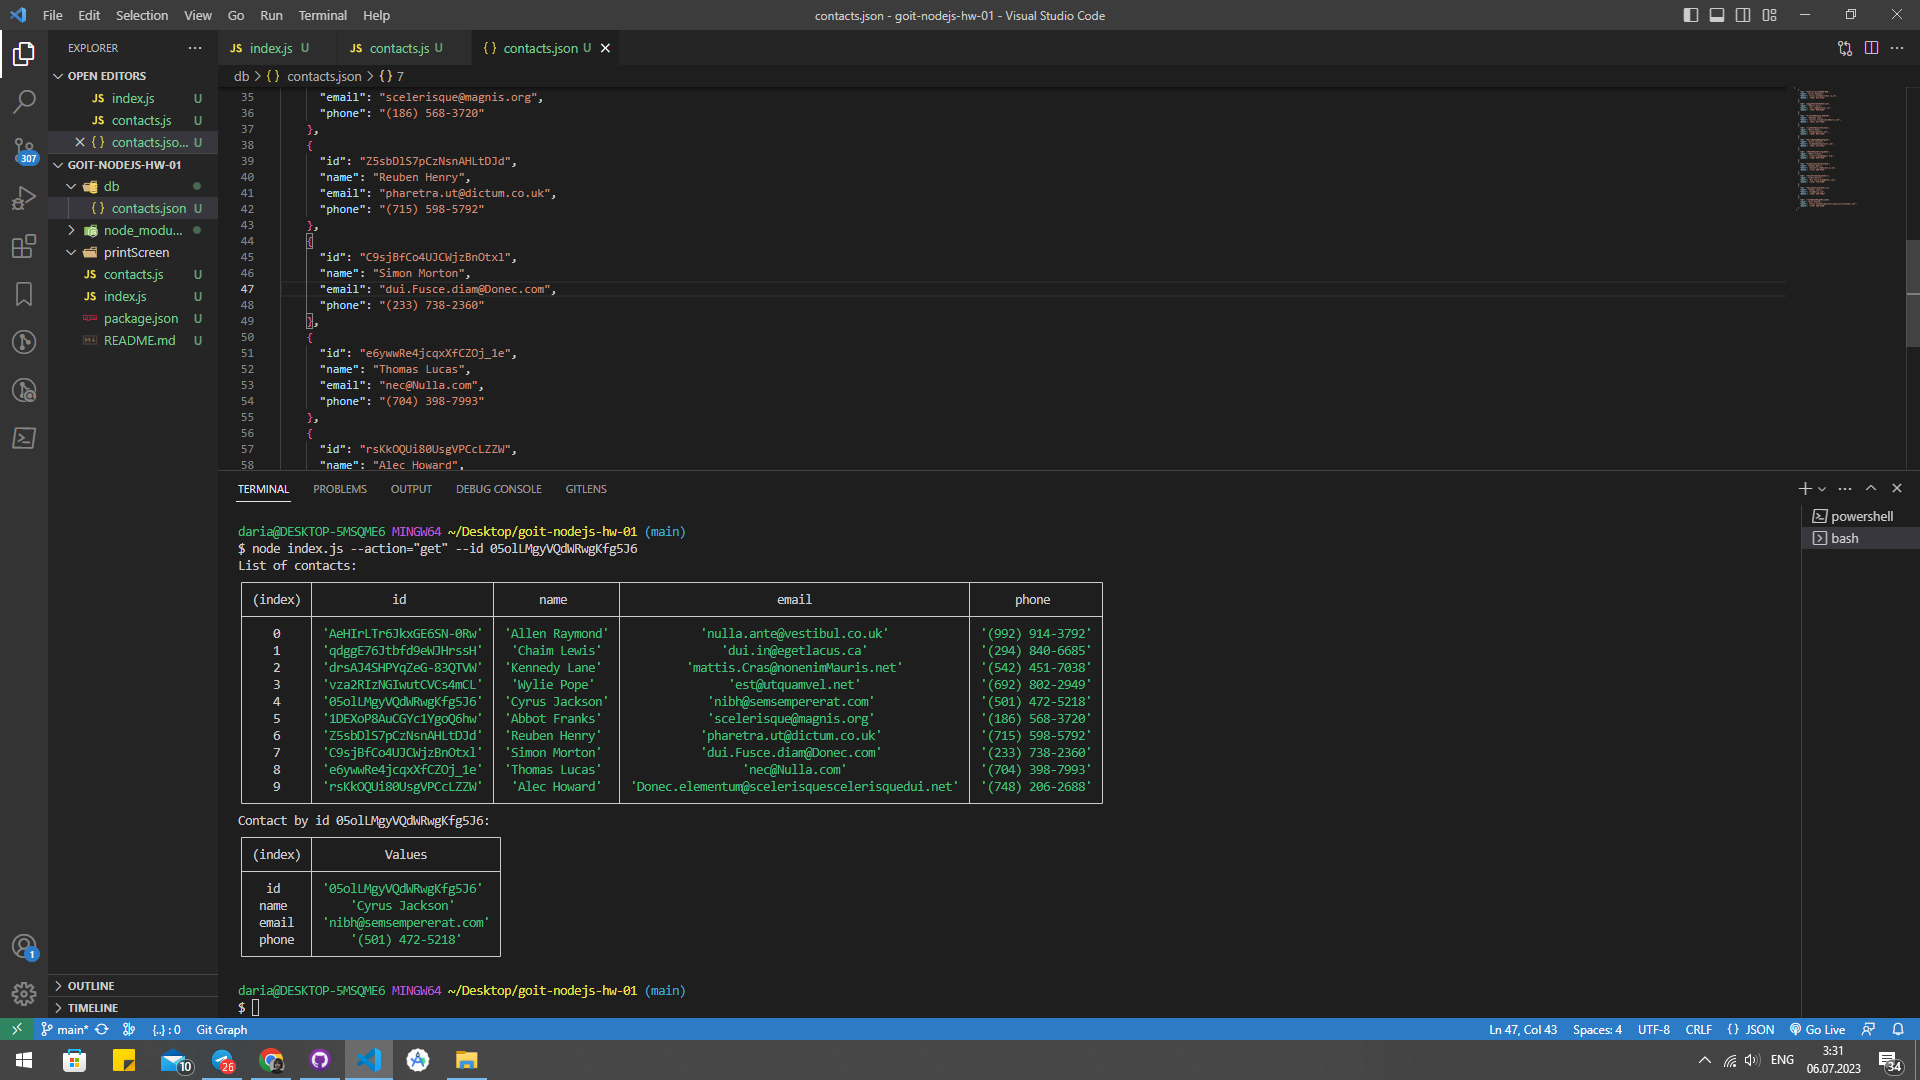 File Edit Selection View Go Run Terminal Help
contacts.json - goit-nodejs-hw-01 - Visual Studio Code
EXPLORER
OPEN EDITORS
JS index.js U
JS contacts.js U
{} contacts.jso... U
GOIT-NODEJS-HW-01
db
{} contacts.json U
node_modu...
printScreen
JS contacts.js U
JS index.js U
package.json U
README.md U
OUTLINE
TIMELINE
307
1
JS index.js U
JS contacts.js U
{} contacts.json U
db > {} contacts.json > {} 7
35 "email": "scelerisque@magnis.org",
36 "phone": "(186) 568-3720"
37 },
38 {
39 "id": "Z5sbDlS7pCzNsnAHLtDJd",
40 "name": "Reuben Henry",
41 "email": "pharetra.ut@dictum.co.uk",
42 "phone": "(715) 598-5792"
43 },
44 {
45 "id": "C9sjBfCo4UJCWjzBnOtxl",
46 "name": "Simon Morton",
47 "email": "dui.Fusce.diam@Donec.com",
48 "phone": "(233) 738-2360"
49 },
50 {
51 "id": "e6ywwRe4jcqxXfCZOj_1e",
52 "name": "Thomas Lucas",
53 "email": "nec@Nulla.com",
54 "phone": "(704) 398-7993"
55 },
56 {
57 "id": "rsKkOQUi80UsgVPCcLZZW",
58 "name": "Alec Howard",
TERMINAL PROBLEMS OUTPUT DEBUG CONSOLE GITLENS
powershell
bash
daria@DESKTOP-5MSQME6 MINGW64 ~/Desktop/goit-nodejs-hw-01 (main)
$ node index.js --action="get" --id 05olLMgyVQdWRwgKfg5J6
List of contacts:
(index) id name email phone
0 'AeHIrLTr6JkxGE6SN-0Rw' 'Allen Raymond' 'nulla.ante@vestibul.co.uk' '(992) 914-3792'
1 'qdggE76Jtbfd9eWJHrssH' 'Chaim Lewis' 'dui.in@egetlacus.ca' '(294) 840-6685'
2 'drsAJ4SHPYqZeG-83QTVW' 'Kennedy Lane' 'mattis.Cras@nonenimMauris.net' '(542) 451-7038'
3 'vza2RIzNGIwutCVCs4mCL' 'Wylie Pope' 'est@utquamvel.net' '(692) 802-2949'
4 '05olLMgyVQdWRwgKfg5J6' 'Cyrus Jackson' 'nibh@semsempererat.com' '(501) 472-5218'
5 '1DEXoP8AuCGYc1YgoQ6hw' 'Abbot Franks' 'scelerisque@magnis.org' '(186) 568-3720'
6 'Z5sbDlS7pCzNsnAHLtDJd' 'Reuben Henry' 'pharetra.ut@dictum.co.uk' '(715) 598-5792'
7 'C9sjBfCo4UJCWjzBnOtxl' 'Simon Morton' 'dui.Fusce.diam@Donec.com' '(233) 738-2360'
8 'e6ywwRe4jcqxXfCZOj_1e' 'Thomas Lucas' 'nec@Nulla.com' '(704) 398-7993'
9 'rsKkOQUi80UsgVPCcLZZW' 'Alec Howard' 'Donec.elementum@scelerisquescelerisquedui.net' '(748) 206-2688'
Contact by id 05olLMgyVQdWRwgKfg5J6:
(index) Values
id '05olLMgyVQdWRwgKfg5J6'
name 'Cyrus Jackson'
email 'nibh@semsempererat.com'
phone '(501) 472-5218'
daria@DESKTOP-5MSQME6 MINGW64 ~/Desktop/goit-nodejs-hw-01 (main)
$
main* {..} : 0 Git Graph
Ln 47, Col 43 Spaces: 4 UTF-8 CRLF {} JSON Go Live
10 26
ENG
3:31
06.07.2023
34